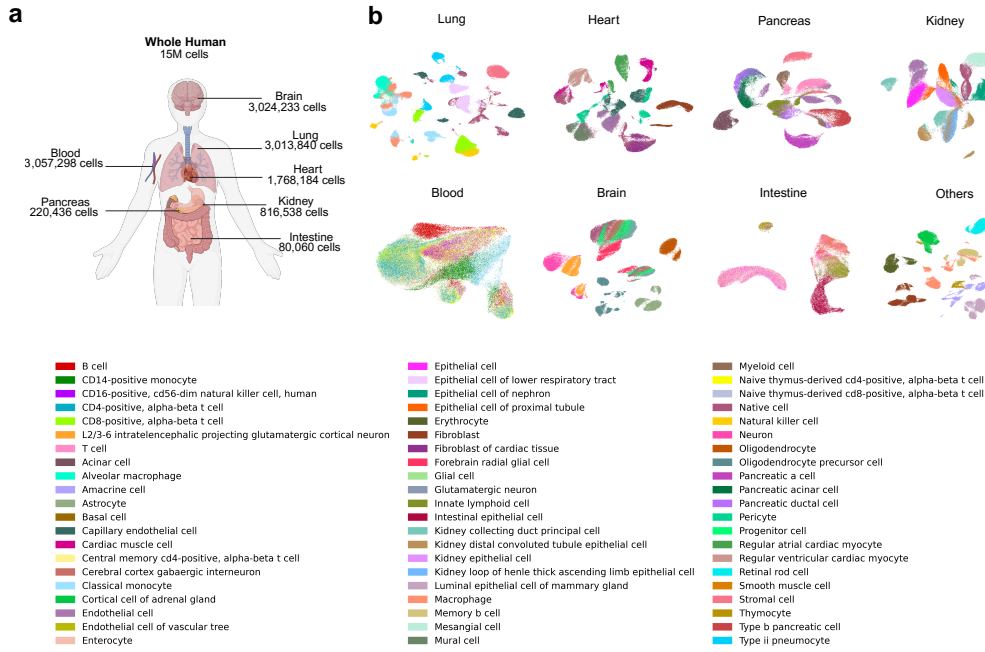 a
Whole Human
15M cells
Brain
3,024,233 cells
Lung
3,013,840 cells
Blood
3,057,298 cells
Heart
1,768,184 cells
Pancreas
220,436 cells
Kidney
816,538 cells
Intestine
80,060 cells
b
Lung
Heart
Pancreas
Kidney
Blood
Brain
Intestine
Others
B cell
CD14-positive monocyte
CD16-positive, cd56-dim natural killer cell, human
CD4-positive, alpha-beta t cell
CD8-positive, alpha-beta t cell
L2/3-6 intratelencephalic projecting glutamatergic cortical neuron
T cell
Acinar cell
Alveolar macrophage
Amacrine cell
Astrocyte
Basal cell
Capillary endothelial cell
Cardiac muscle cell
Central memory cd4-positive, alpha-beta t cell
Cerebral cortex gabaergic interneuron
Classical monocyte
Cortical cell of adrenal gland
Endothelial cell
Endothelial cell of vascular tree
Enterocyte
Epithelial cell
Epithelial cell of lower respiratory tract
Epithelial cell of nephron
Epithelial cell of proximal tubule
Erythrocyte
Fibroblast
Fibroblast of cardiac tissue
Forebrain radial glial cell
Glial cell
Glutamatergic neuron
Innate lymphoid cell
Intestinal epithelial cell
Kidney collecting duct principal cell
Kidney distal convoluted tubule epithelial cell
Kidney epithelial cell
Kidney loop of henle thick ascending limb epithelial cell
Luminal epithelial cell of mammary gland
Macrophage
Memory b cell
Mesangial cell
Mural cell
Myeloid cell
Naive thymus-derived cd4-positive, alpha-beta t cell
Naive thymus-derived cd8-positive, alpha-beta t cell
Native cell
Natural killer cell
Neuron
Oligodendrocyte
Oligodendrocyte precursor cell
Pancreatic a cell
Pancreatic acinar cell
Pancreatic ductal cell
Pericyte
Progenitor cell
Regular atrial cardiac myocyte
Regular ventricular cardiac myocyte
Retinal rod cell
Smooth muscle cell
Stromal cell
Thymocyte
Type b pancreatic cell
Type ii pneumocyte